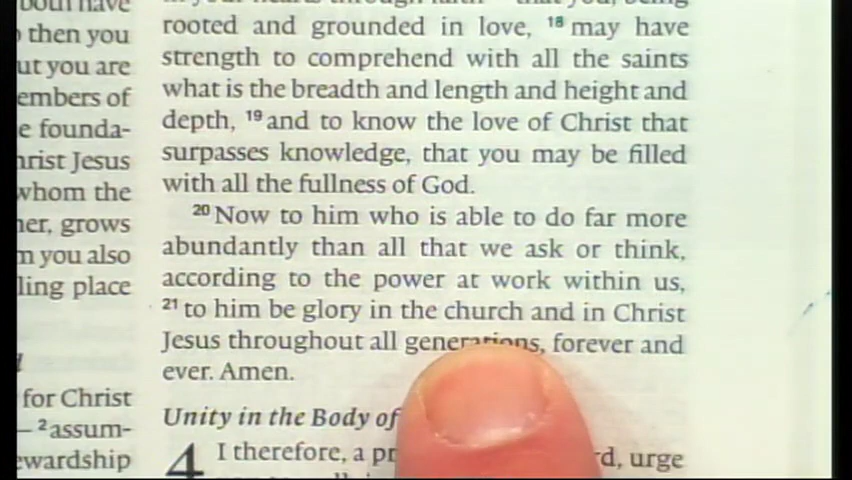 both have
then you
ut you are
embers of
e founda-
hrist Jesus
whom the
her, grows
n you also
ling place
for Christ
— 2 assum-
ewardship
rooted and grounded in love, 18 may have
strength to comprehend with all the saints
what is the breadth and length and height and
depth, 19 and to know the love of Christ that
surpasses knowledge, that you may be filled
with all the fullness of God.
20 Now to him who is able to do far more
abundantly than all that we ask or think,
according to the power at work within us,
21 to him be glory in the church and in Christ
Jesus throughout all generations, forever and
ever. Amen.
Unity in the Body of
4 I therefore, a pr
d, urge